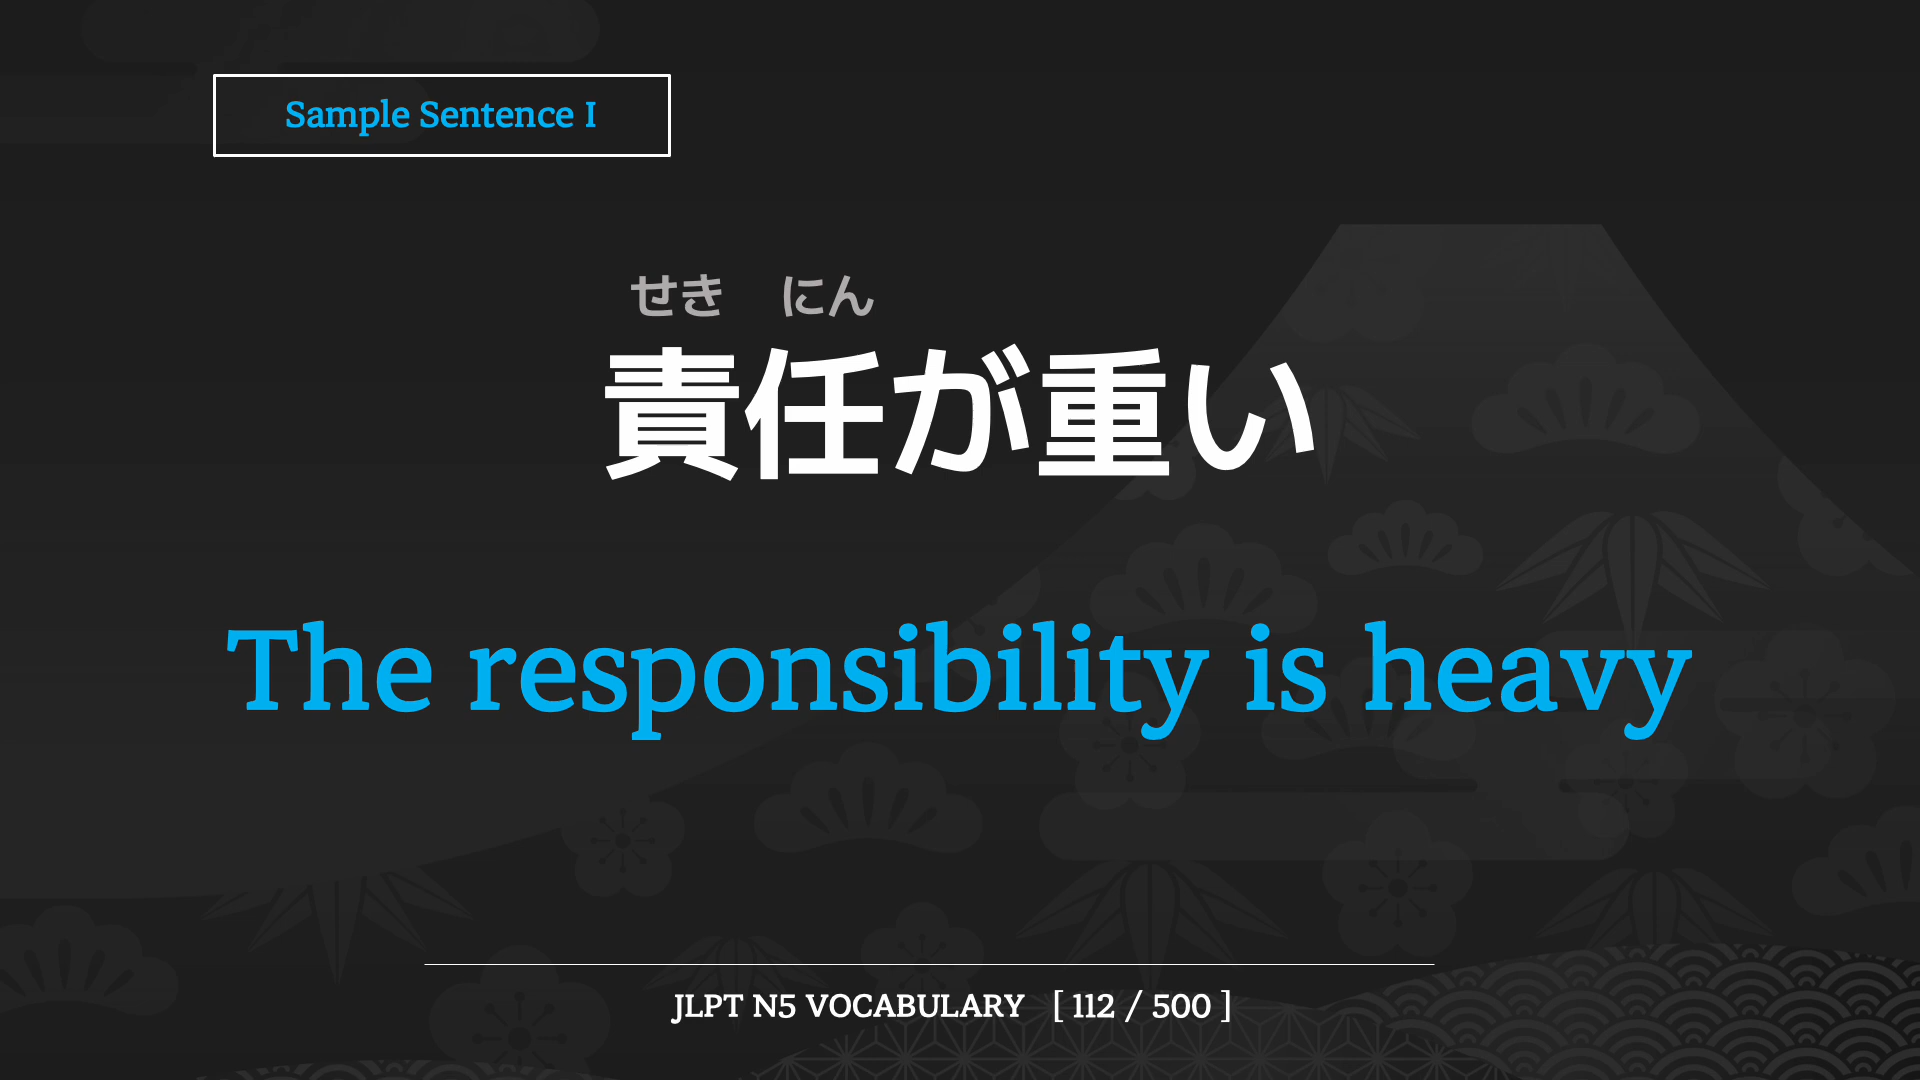 Sample Sentence I
せき にん
責任が重い
The responsibility is heavy
JLPT N5 VOCABULARY [ 112 / 500 ]